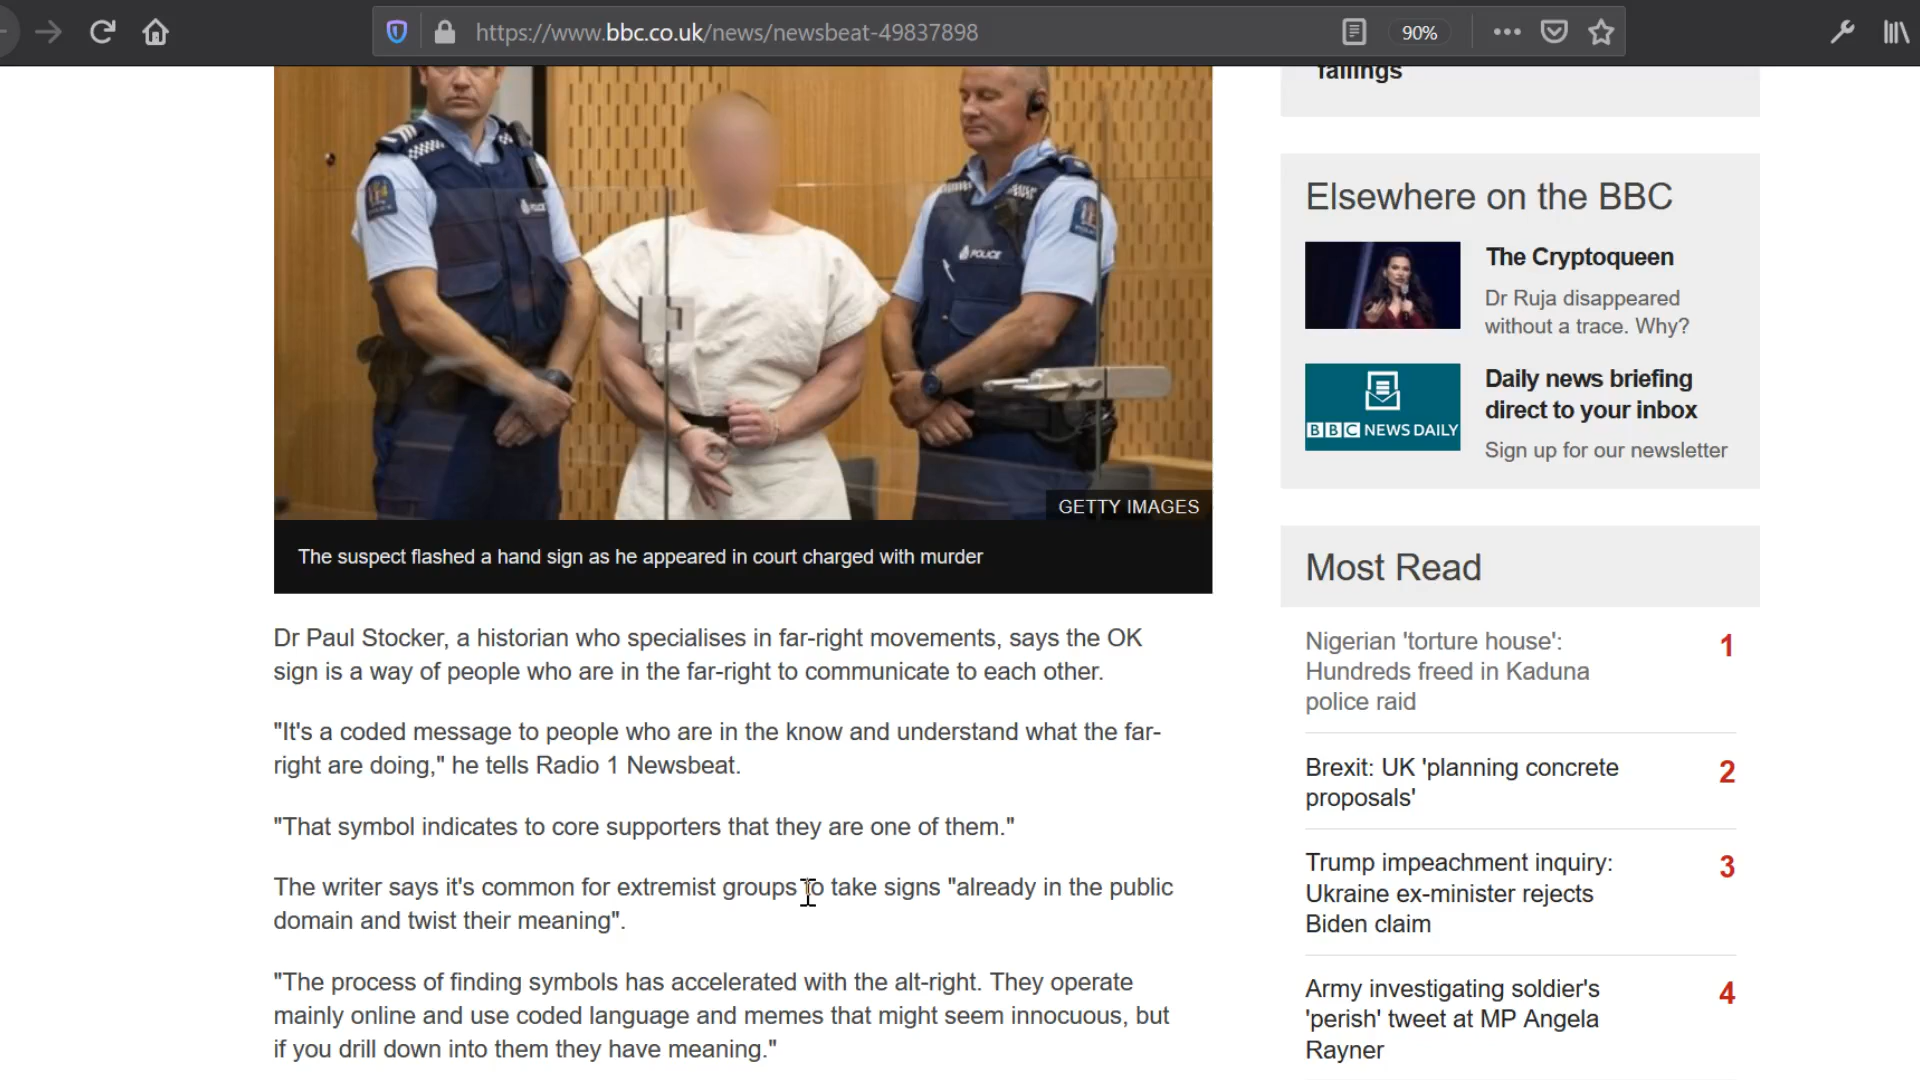 https://www.bbc.co.uk/news/newsbeat-49837898
90%
POLICE
GETTY IMAGES
The suspect flashed a hand sign as he appeared in court charged with murder
Dr Paul Stocker, a historian who specialises in far-right movements, says the OK
sign is a way of people who are in the far-right to communicate to each other.
"It's a coded message to people who are in the know and understand what the far-
right are doing," he tells Radio 1 Newsbeat.
"That symbol indicates to core supporters that they are one of them."
The writer says it's common for extremist groups to take signs "already in the public
domain and twist their meaning".
"The process of finding symbols has accelerated with the alt-right. They operate
mainly online and use coded language and memes that might seem innocuous, but
if you drill down into them they have meaning."
failings
Elsewhere on the BBC
The Cryptoqueen
Dr Ruja disappeared
without a trace. Why?
BBC NEWS DAILY
Daily news briefing
direct to your inbox
Sign up for our newsletter
Most Read
Nigerian 'torture house': 1
Hundreds freed in Kaduna
police raid
Brexit: UK 'planning concrete 2
proposals'
Trump impeachment inquiry: 3
Ukraine ex-minister rejects
Biden claim
Army investigating soldier's 4
'perish' tweet at MP Angela
Rayner